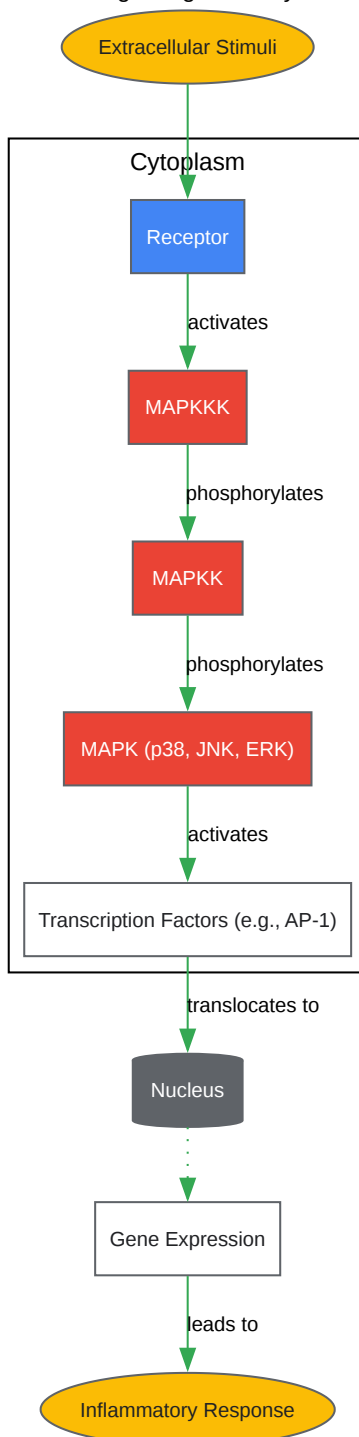 Extracellular Stimuli
Cytoplasm
Receptor
activates
MAPKKK
phosphorylates
MAPKK
phosphorylates
MAPK (p38, JNK, ERK)
activates
Transcription Factors (e.g., AP-1)
translocates to
Nucleus
Gene Expression
leads to
Inflammatory Response